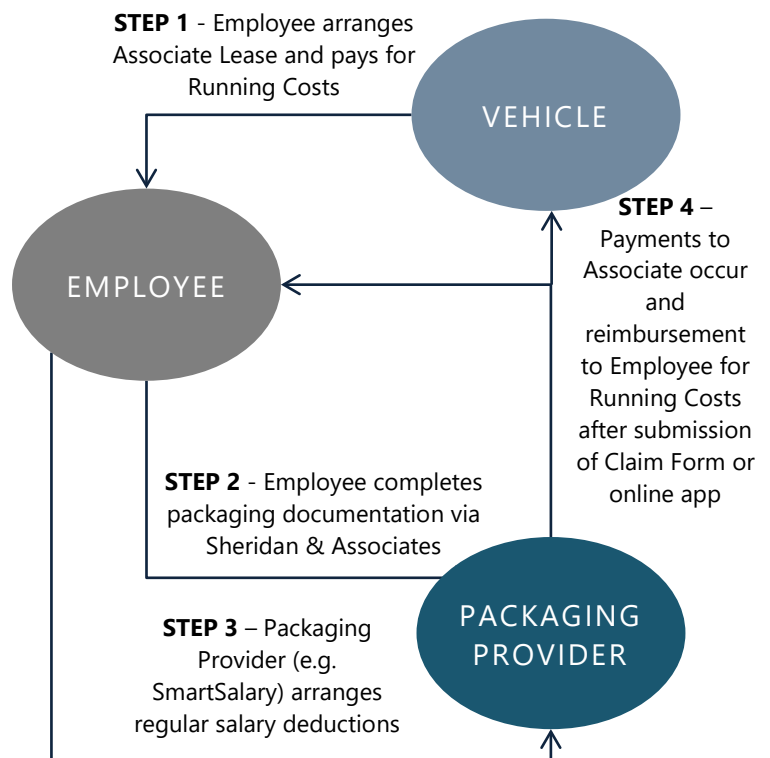 STEP 1 - Employee arranges
Associate Lease and pays for
Running Costs
VEHICLE
EMPLOYEE
STEP 4 –
Payments to
Associate occur
and
reimbursement
to Employee for
Running Costs
after submission
of Claim Form or
online app
STEP 2 - Employee completes
packaging documentation via
Sheridan & Associates
PACKAGING
PROVIDER
STEP 3 – Packaging
Provider (e.g.
SmartSalary) arranges
regular salary deductions